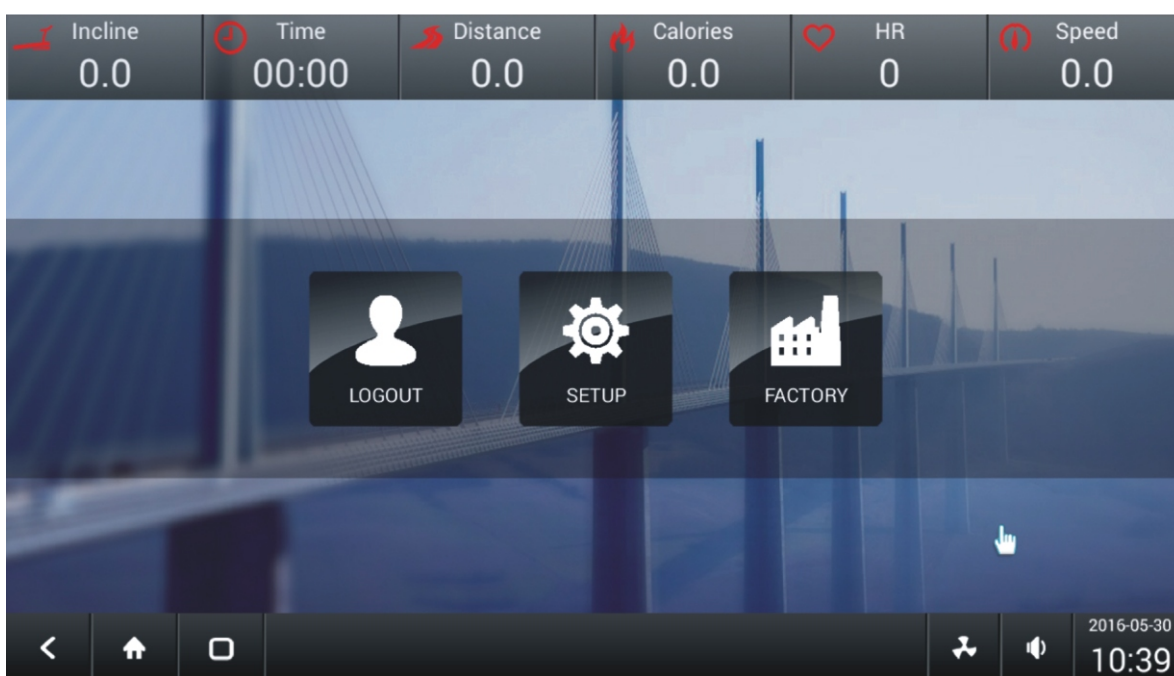 Incline Time Distance Calories HR Speed
0.0 00:00 0.0 0.0 0 0.0
LOGOUT SETUP FACTORY
2016-05-30
10:39